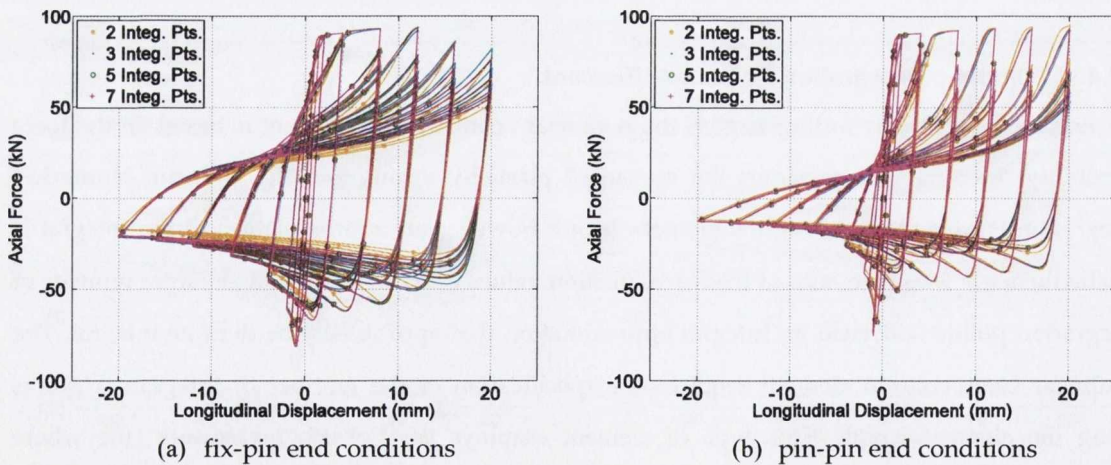 2 Integ. Pts.
3 Integ. Pts.
5 Integ. Pts.
7 Integ. Pts.
100
50
0
-50
-100
Axial Force (kN)
-20
-10
0
10
20
Longitudinal Displacement (mm)
(a) fix-pin end conditions
2 Integ. Pts.
3 Integ. Pts.
5 Integ. Pts.
7 Integ. Pts.
100
50
0
-50
-100
Axial Force (kN)
-20
-10
0
10
20
Longitudinal Displacement (mm)
(b) pin-pin end conditions